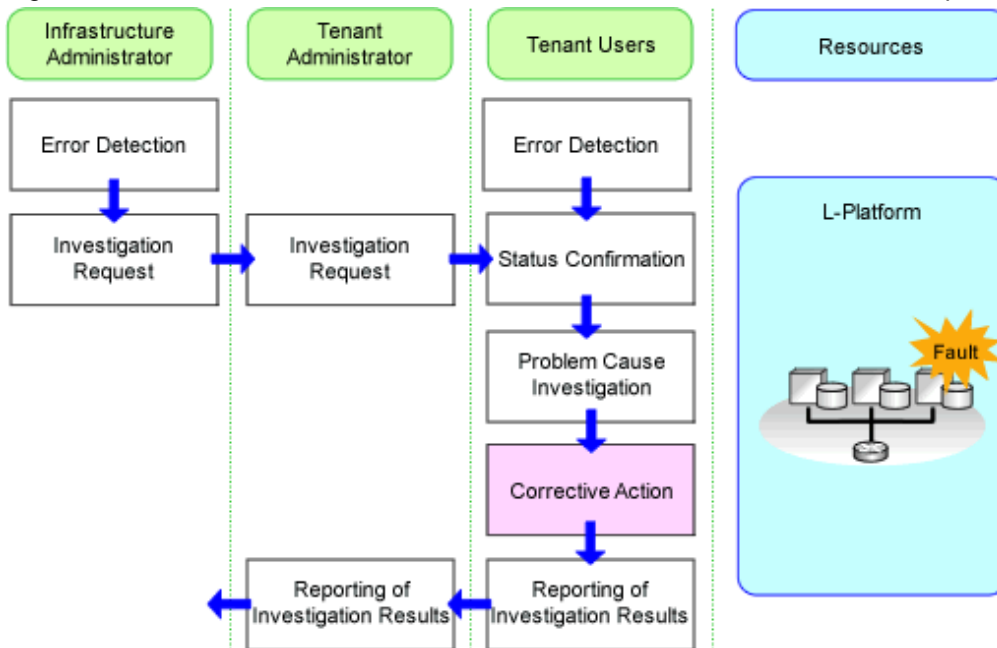 Infrastructure
Administrator
Tenant
Administrator
Tenant Users
Resources
Error Detection
Error Detection
Investigation
Request
Investigation
Request
Status Confirmation
Problem Cause
Investigation
Corrective Action
Reporting of
Investigation Results
Reporting of
Investigation Results
L-Platform
Fault